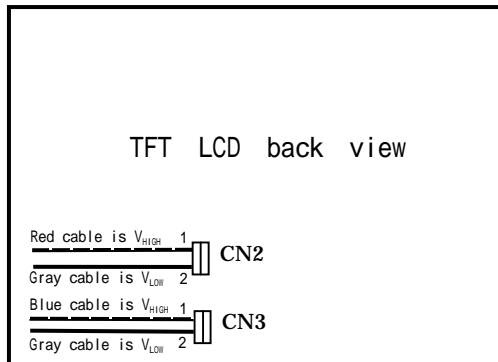 TFT LCD back view
Red cable is VHIGH 1
CN2
Gray cable is VLOW 2
Blue cable is VHIGH 1
CN3
Gray cable is VLOW 2